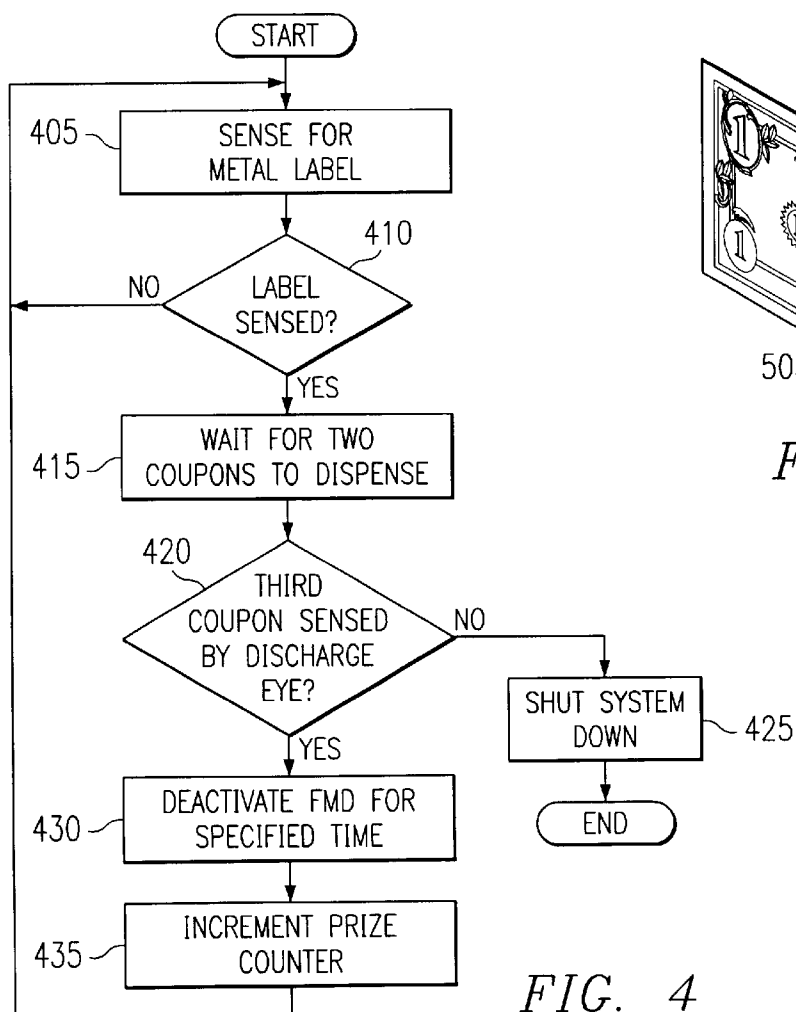 START
405
SENSE FOR
METAL LABEL
410
LABEL
SENSED?
NO
YES
415
WAIT FOR TWO
COUPONS TO DISPENSE
420
THIRD
COUPON SENSED
BY DISCHARGE
EYE?
NO
YES
SHUT SYSTEM
DOWN
425
END
430
DEACTIVATE FMD FOR
SPECIFIED TIME
435
INCREMENT PRIZE
COUNTER
FIG. 4
1
1
50
F